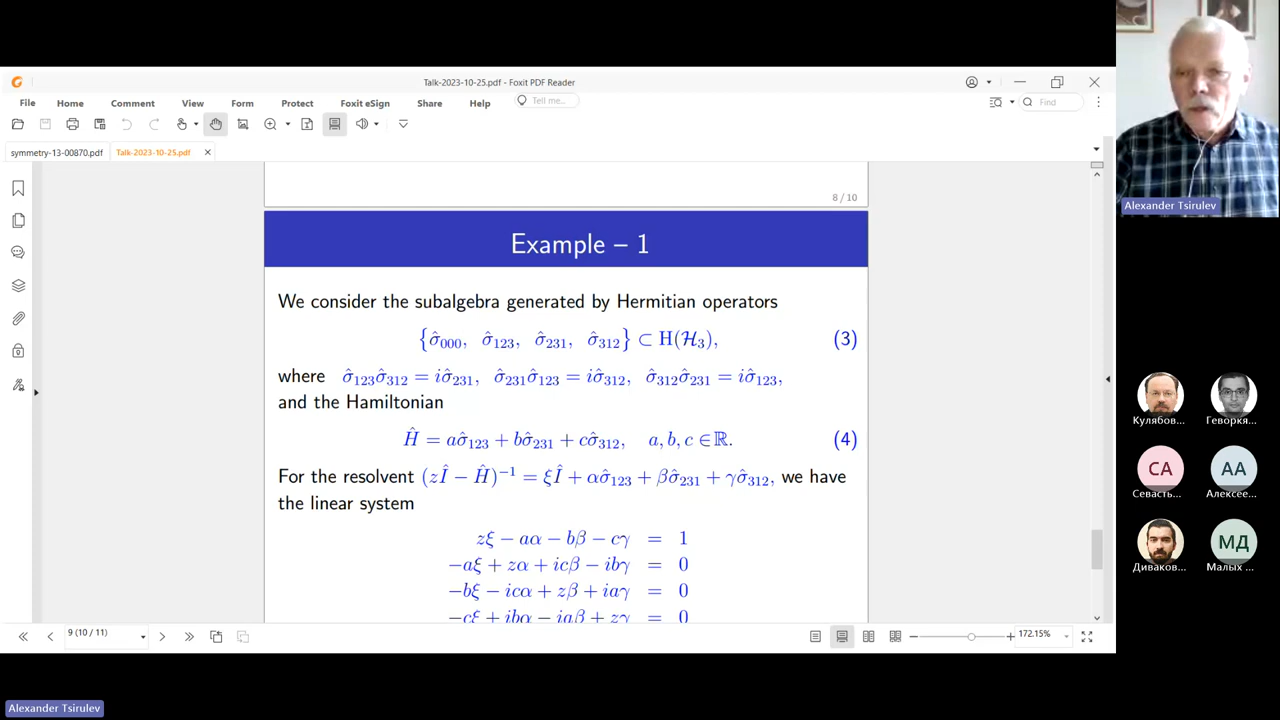 Talk-2023-10-25.pdf - Foxit PDF Reader
File Home Comment View Form Protect Foxit eSign Share Help Tell me... Find
symmetry-13-00870.pdf Talk-2023-10-25.pdf
8 / 10
Example – 1
We consider the subalgebra generated by Hermitian operators
{σ̂₀₀₀, σ̂₁₂₃, σ̂₂₃₁, σ̂₃₁₂} ⊂ H(ℋ₃), (3)
where σ̂₁₂₃σ̂₃₁₂ = iσ̂₂₃₁, σ̂₂₃₁σ̂₁₂₃ = iσ̂₃₁₂, σ̂₃₁₂σ̂₂₃₁ = iσ̂₁₂₃,
and the Hamiltonian
Ĥ = aσ̂₁₂₃ + bσ̂₂₃₁ + cσ̂₃₁₂, a, b, c ∈ ℝ. (4)
For the resolvent (zÎ − Ĥ)⁻¹ = ξÎ + ασ̂₁₂₃ + βσ̂₂₃₁ + γσ̂₃₁₂, we have
the linear system
zξ − aα − bβ − cγ = 1
−aξ + zα + icβ − ibγ = 0
−bξ − icα + zβ + iaγ = 0
−cξ + ibα − iaβ + zγ = 0
9 (10 / 11)
172.15%
Alexander Tsirulev
Кулябов...
Геворкя...
СА
Севасть...
АА
Алексее...
Диваков...
МД
Малых ...
Alexander Tsirulev